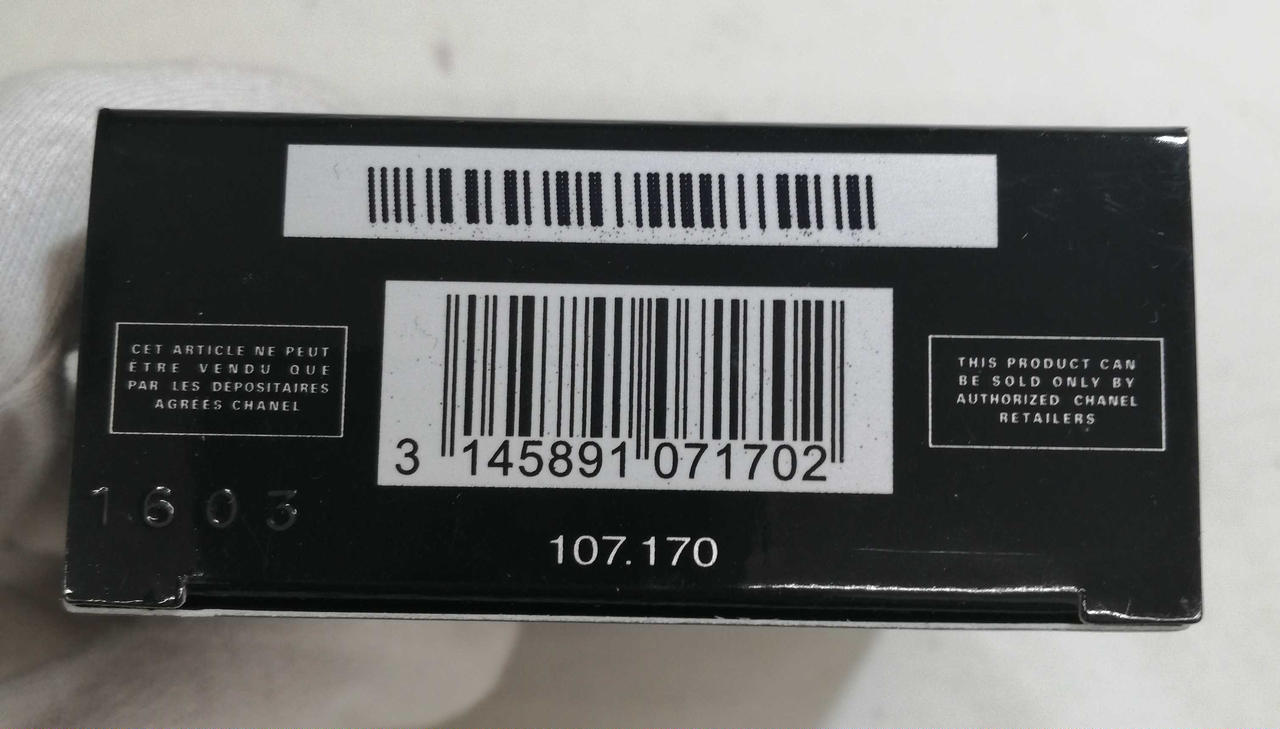 CET ARTICLE NE PEUT
ÊTRE VENDU QUE
PAR LES DÉPOSITAIRES
AGRÉÉS CHANEL
THIS PRODUCT CAN
BE SOLD ONLY BY
AUTHORIZED CHANEL
RETAILERS
3 145891 071702
1603
107.170